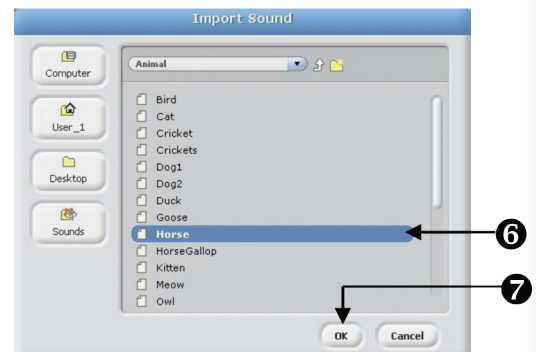 Import Sound
Computer
User_1
Desktop
Sounds
Animal
Bird
Cat
Cricket
Crickets
Dog1
Dog2
Duck
Goose
Horse
HorseGallop
Kitten
Meow
Owl
6
7
OK Cancel